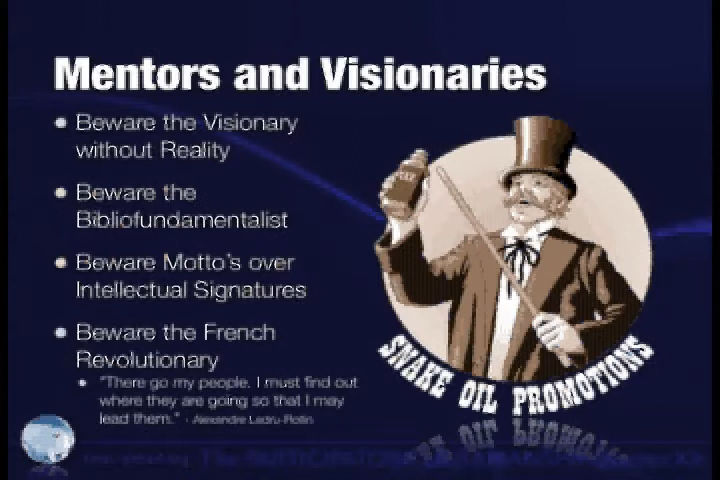 Mentors and Visionaries
Beware the Visionary
without Reality
Beware the
Bibliofundamentalist
Beware Motto's over
Intellectual Signatures
Beware the French
Revolutionary
"There go my people. I must find out
where they are going so that I may
lead them." - Alexandre Ledru-Rollin
SNAKE OIL PROMOTIONS